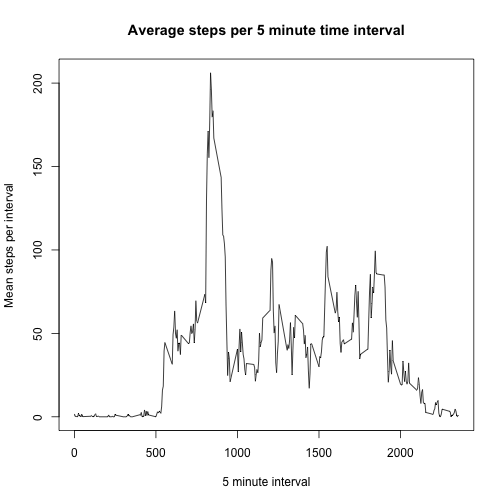 Average steps per 5 minute time interval
Mean steps per interval
200
150
100
50
0
0 500 1000 1500 2000
5 minute interval